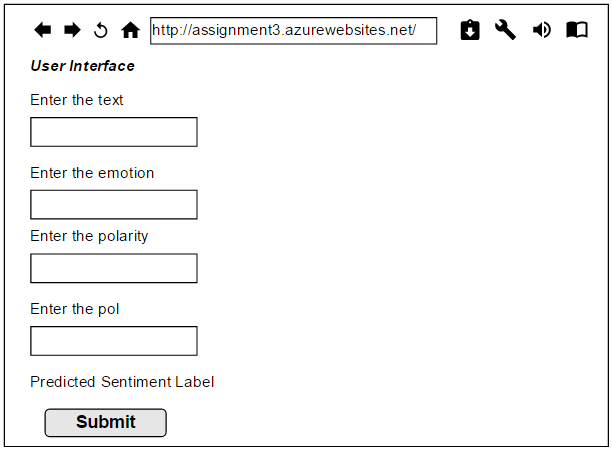 http://assignment3.azurewebsites.net/
User Interface
Enter the text
Enter the emotion
Enter the polarity
Enter the pol
Predicted Sentiment Label
Submit